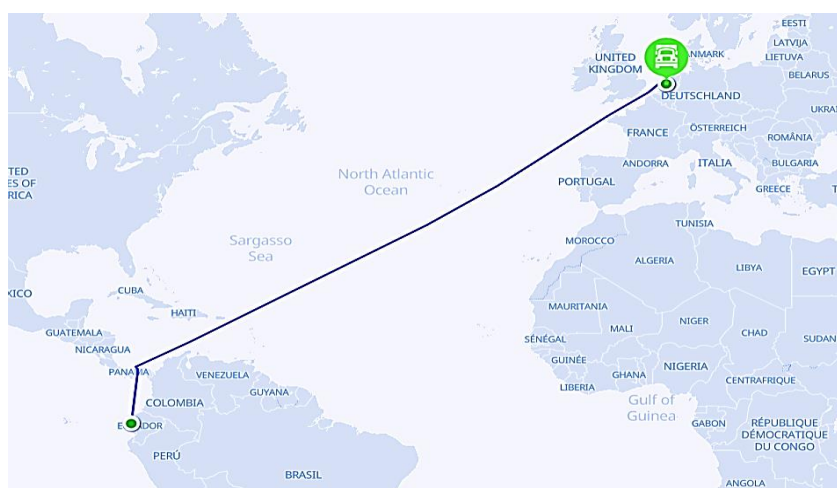 EESTI
LATVIJA
LIETUVA
BELARUS
UNITED
KINGDOM
DEUTSCHLAND
FRANCE
ÖSTERREICH
ROMÂNIA
ANDORRA
ITALIA
BULGARIA
PORTUGAL
GREECE
North Atlantic
Ocean
Sargasso
Sea
TUNISIA
MOROCCO
ALGERIA
LIBYA
EGYPT
CUBA
HAITI
GUATEMALA
NICARAGUA
MAURITANIA
MALI
NIGER
CHAD
SUDAN
SÉNÉGAL
GUINÉE
LIBERIA
GHANA
NIGERIA
CENTRAFRIQUE
VENEZUELA
GUYANA
COLOMBIA
PERÚ
BRASIL
Gulf of
Guinea
GABON
RÉPUBLIQUE
DÉMOCRATIQUE
DU CONGO
ANGOLA